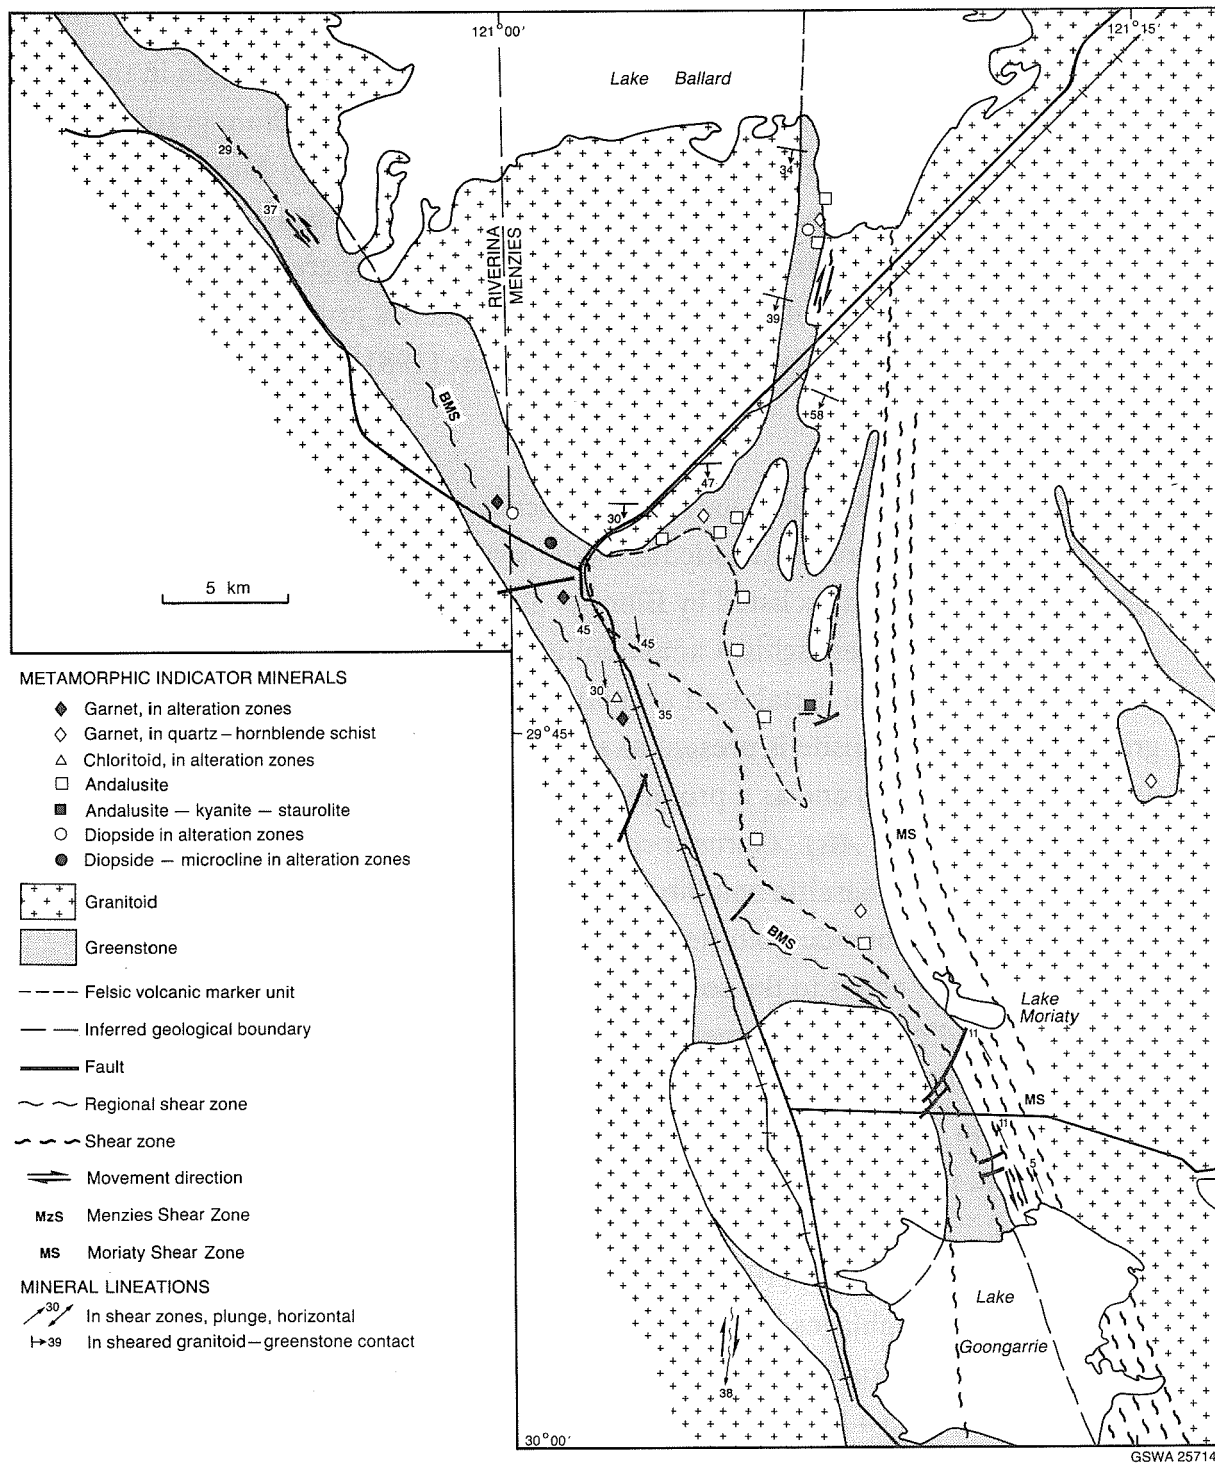 121°00′
121°15′
Lake Ballard
29
34
37
RIVERINA
MENZIES
39
BMS
58
47
30
5 km
45
45
30
35
METAMORPHIC INDICATOR MINERALS
Garnet, in alteration zones
29°45′
Garnet, in quartz – hornblende schist
Chloritoid, in alteration zones
Andalusite
Andalusite — kyanite — staurolite
Diopside in alteration zones
MS
Diopside — microcline in alteration zones
Granitoid
BMS
Greenstone
Felsic volcanic marker unit
Lake
Moriaty
Inferred geological boundary
11
Fault
Regional shear zone
MS
11
Shear zone
5
Movement direction
MzS Menzies Shear Zone
MS Moriaty Shear Zone
MINERAL LINEATIONS
30 In shear zones, plunge, horizontal
39 In sheared granitoid—greenstone contact
Lake
Goongarrie
38
30°00′
GSWA 25714